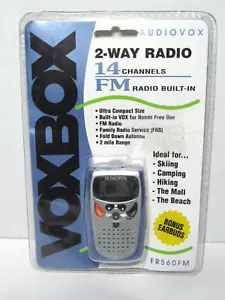 AUDIOVOX
VOXBOX
2-WAY RADIO
14 CHANNELS
FM RADIO BUILT-IN
• Ultra Compact Size
• Built-in VOX for Hands Free Use
• FM Radio
• Family Radio Service (FRS)
• Fold Down Antenna
• 2 mile Range
Ideal for...
- Skiing
- Camping
- Hiking
- The Mall
- The Beach
AUDIOVOX
BONUS
EARBUDS
FR560FM